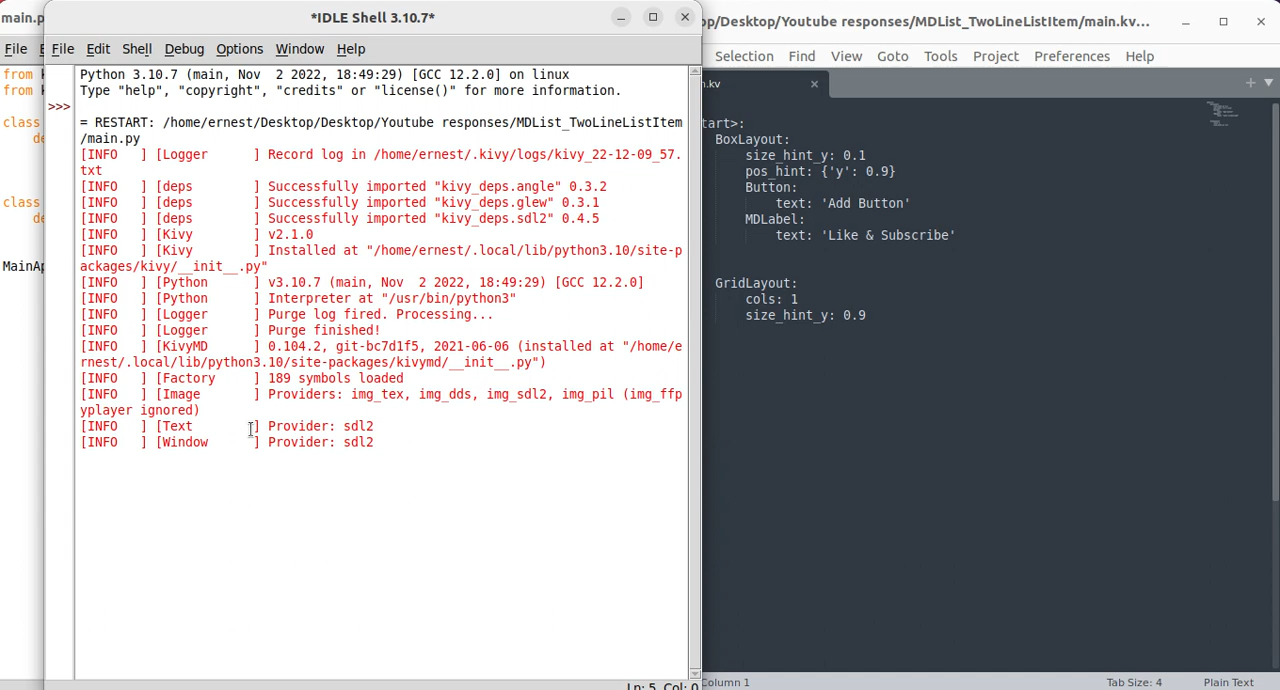 main.p
*IDLE Shell 3.10.7*
op/Desktop/Youtube responses/MDList_TwoLineListItem/main.kv...
File
File Edit Shell Debug Options Window Help
Selection Find View Goto Tools Project Preferences Help
from
from
class
class
MainAp
Python 3.10.7 (main, Nov  2 2022, 18:49:29) [GCC 12.2.0] on linux
Type "help", "copyright", "credits" or "license()" for more information.
>>>
= RESTART: /home/ernest/Desktop/Desktop/Youtube responses/MDList_TwoLineListItem
/main.py
[INFO   ] [Logger      ] Record log in /home/ernest/.kivy/logs/kivy_22-12-09_57.
txt
[INFO   ] [deps        ] Successfully imported "kivy_deps.angle" 0.3.2
[INFO   ] [deps        ] Successfully imported "kivy_deps.glew" 0.3.1
[INFO   ] [deps        ] Successfully imported "kivy_deps.sdl2" 0.4.5
[INFO   ] [Kivy        ] v2.1.0
[INFO   ] [Kivy        ] Installed at "/home/ernest/.local/lib/python3.10/site-p
ackages/kivy/__init__.py"
[INFO   ] [Python      ] v3.10.7 (main, Nov  2 2022, 18:49:29) [GCC 12.2.0]
[INFO   ] [Python      ] Interpreter at "/usr/bin/python3"
[INFO   ] [Logger      ] Purge log fired. Processing...
[INFO   ] [Logger      ] Purge finished!
[INFO   ] [KivyMD      ] 0.104.2, git-bc7d1f5, 2021-06-06 (installed at "/home/e
rnest/.local/lib/python3.10/site-packages/kivymd/__init__.py")
[INFO   ] [Factory     ] 189 symbols loaded
[INFO   ] [Image       ] Providers: img_tex, img_dds, img_sdl2, img_pil (img_ffp
yplayer ignored)
[INFO   ] [Text        ] Provider: sdl2
[INFO   ] [Window      ] Provider: sdl2
Ln: 5 Col: 0
n.kv
tart>:
BoxLayout:
size_hint_y: 0.1
pos_hint: {'y': 0.9}
Button:
text: 'Add Button'
MDLabel:
text: 'Like & Subscribe'
GridLayout:
cols: 1
size_hint_y: 0.9
Column 1
Tab Size: 4
Plain Text